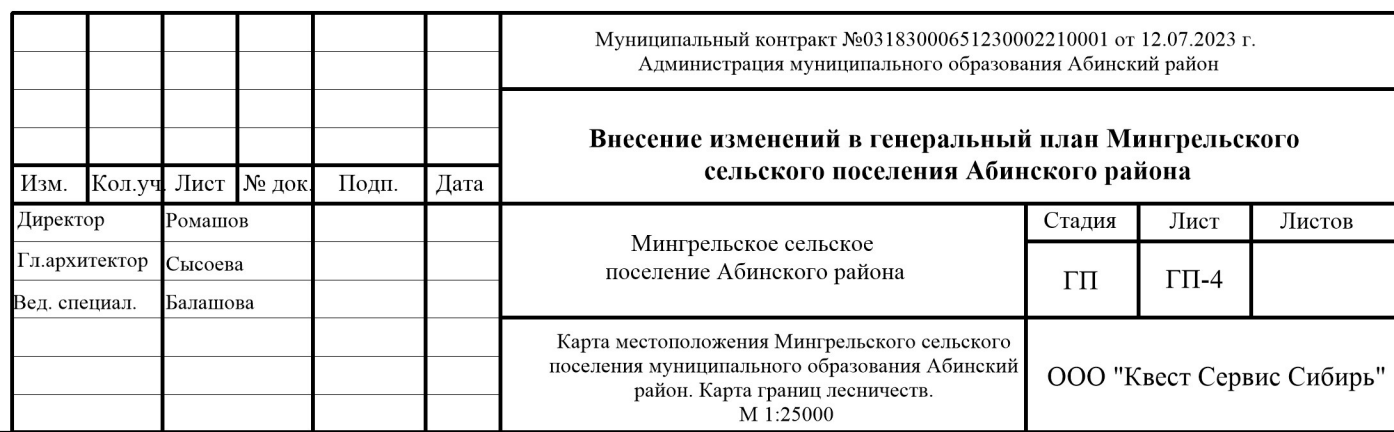 Муниципальный контракт №03183000651230002210001 от 12.07.2023 г.
Администрация муниципального образования Абинский район
Внесение изменений в генеральный план Мингрельского
сельского поселения Абинского района
Изм. Кол.уч. Лист № док. Подп. Дата
Директор Ромашов
Гл.архитектор Сысоева
Вед. специал. Балашова
Мингрельское сельское
поселение Абинского района
Стадия Лист Листов
ГП ГП-4
Карта местоположения Мингрельского сельского
поселения муниципального образования Абинский
район. Карта границ лесничеств.
М 1:25000
ООО "Квест Сервис Сибирь"